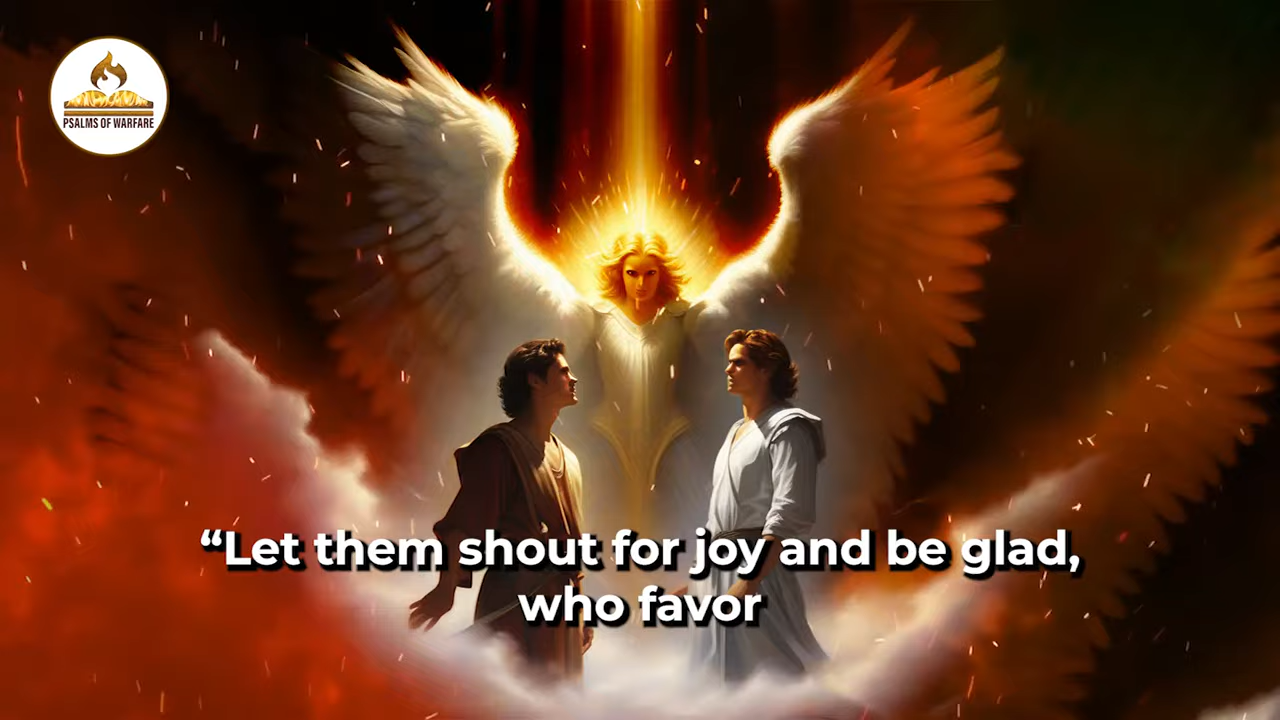 PSALMS OF WARFARE
“Let them shout for joy and be glad,
who favor